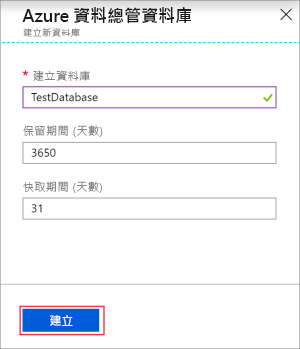 Azure 資料總管資料庫
建立新資料庫
* 建立資料庫
TestDatabase
保留期間 (天數)
3650
快取期間 (天數)
31
建立